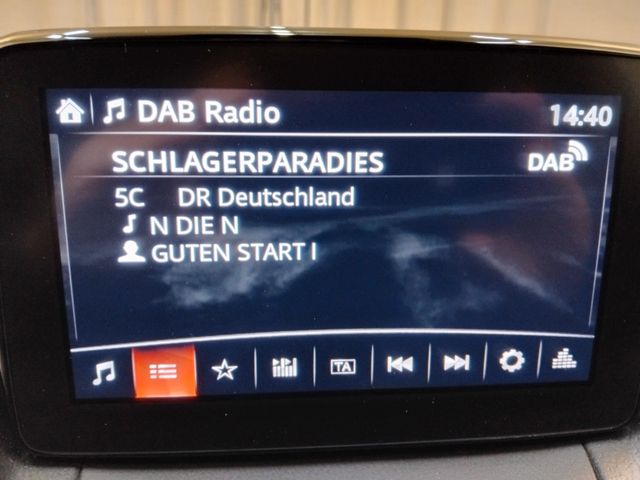 DAB Radio 14:40
SCHLAGERPARADIES DAB
5C DR Deutschland
N DIE N
GUTEN START I
TA